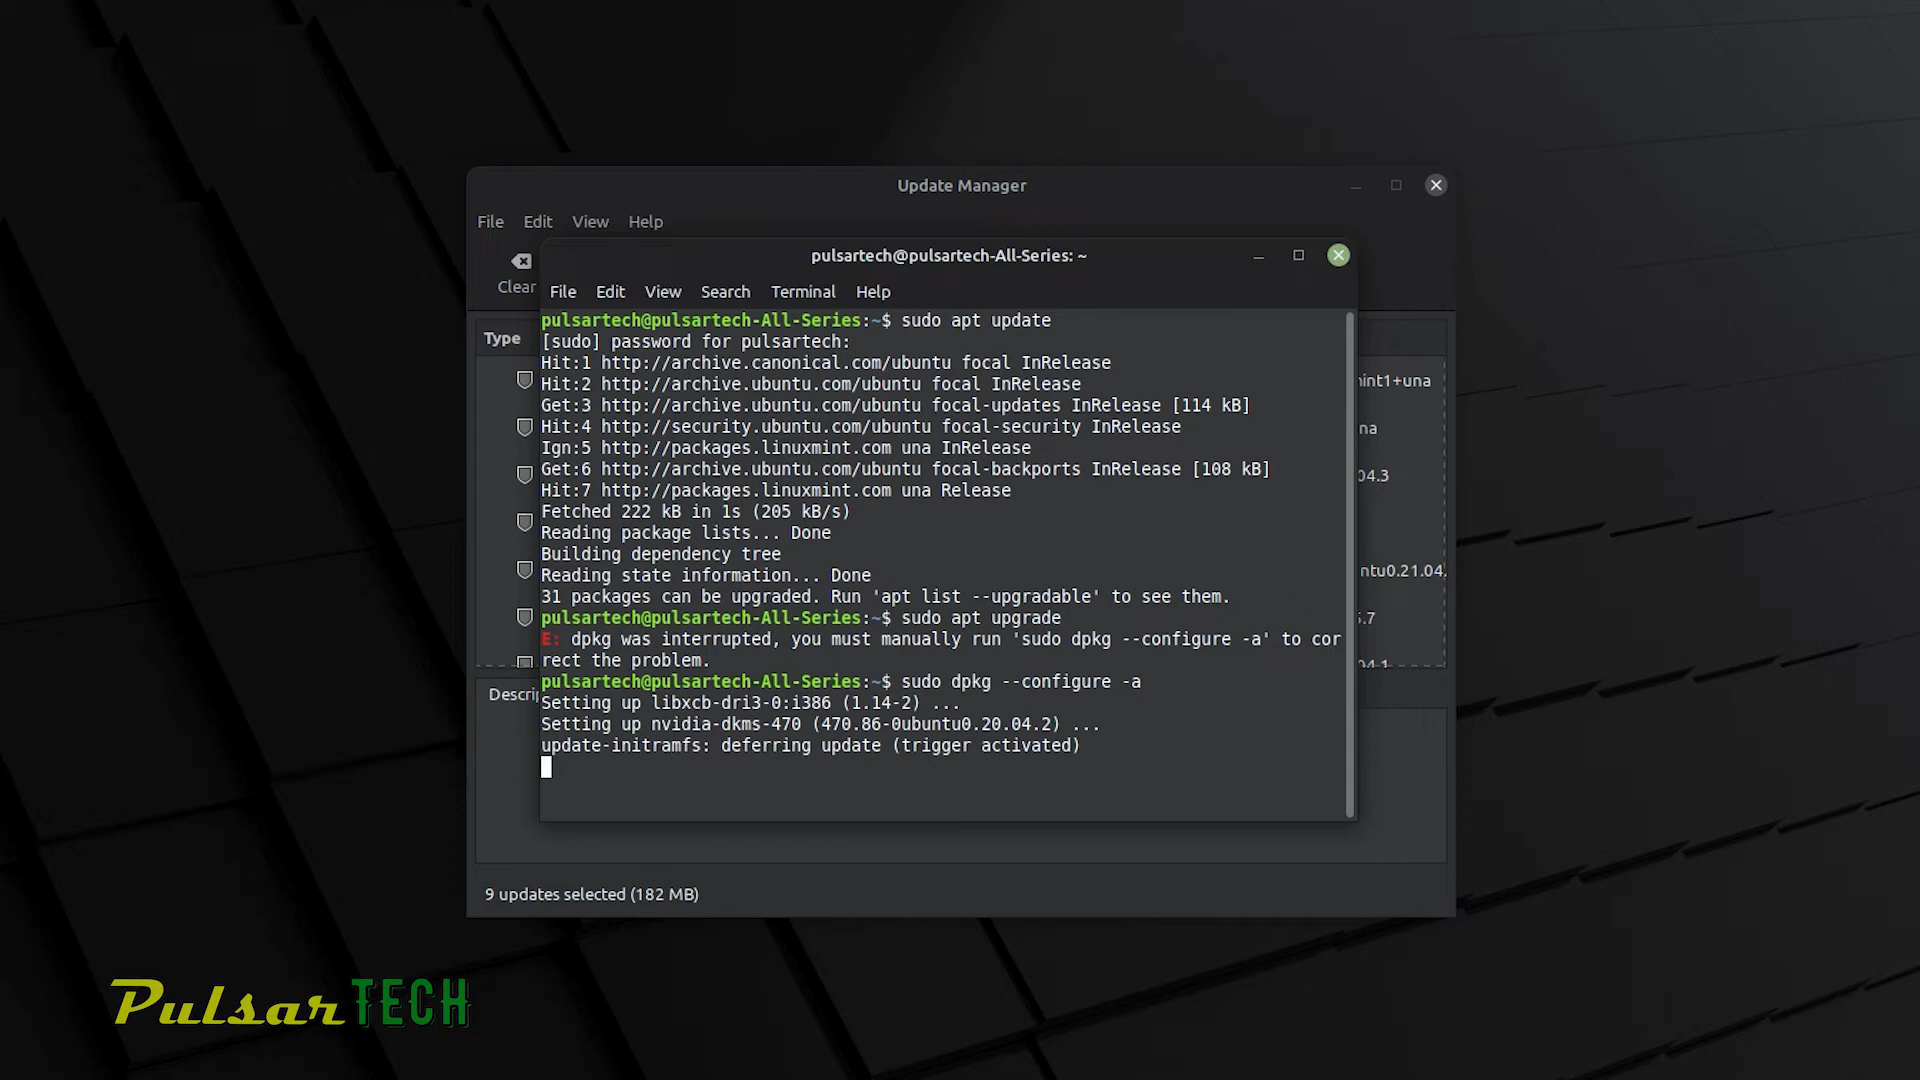 Update Manager
File Edit View Help
Clear
Type
pulsartech@pulsartech-All-Series: ~
File Edit View Search Terminal Help
pulsartech@pulsartech-All-Series:~$ sudo apt update
[sudo] password for pulsartech:
Hit:1 http://archive.canonical.com/ubuntu focal InRelease
Hit:2 http://archive.ubuntu.com/ubuntu focal InRelease
Get:3 http://archive.ubuntu.com/ubuntu focal-updates InRelease [114 kB]
Hit:4 http://security.ubuntu.com/ubuntu focal-security InRelease
Ign:5 http://packages.linuxmint.com una InRelease
Get:6 http://archive.ubuntu.com/ubuntu focal-backports InRelease [108 kB]
Hit:7 http://packages.linuxmint.com una Release
Fetched 222 kB in 1s (205 kB/s)
Reading package lists... Done
Building dependency tree
Reading state information... Done
31 packages can be upgraded. Run 'apt list --upgradable' to see them.
pulsartech@pulsartech-All-Series:~$ sudo apt upgrade
E: dpkg was interrupted, you must manually run 'sudo dpkg --configure -a' to cor
rect the problem.
pulsartech@pulsartech-All-Series:~$ sudo dpkg --configure -a
Setting up libxcb-dri3-0:i386 (1.14-2) ...
Setting up nvidia-dkms-470 (470.86-0ubuntu0.20.04.2) ...
update-initramfs: deferring update (trigger activated)
mint1+una
na
04.3
ntu0.21.04.
5.7
04.1
Descrip
9 updates selected (182 MB)
PulsarTECH